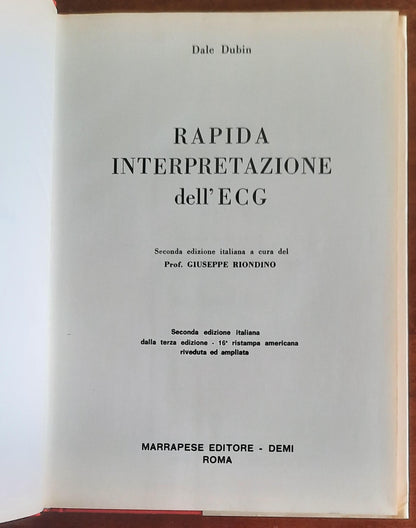 Dale Dubin
RAPIDA
INTERPRETAZIONE
dell'ECG
Seconda edizione italiana a cura del
Prof. GIUSEPPE RIONDINO
Seconda edizione italiana
dalla terza edizione - 16ª ristampa americana
riveduta ed ampliata
MARRAPESE EDITORE - DEMI
ROMA